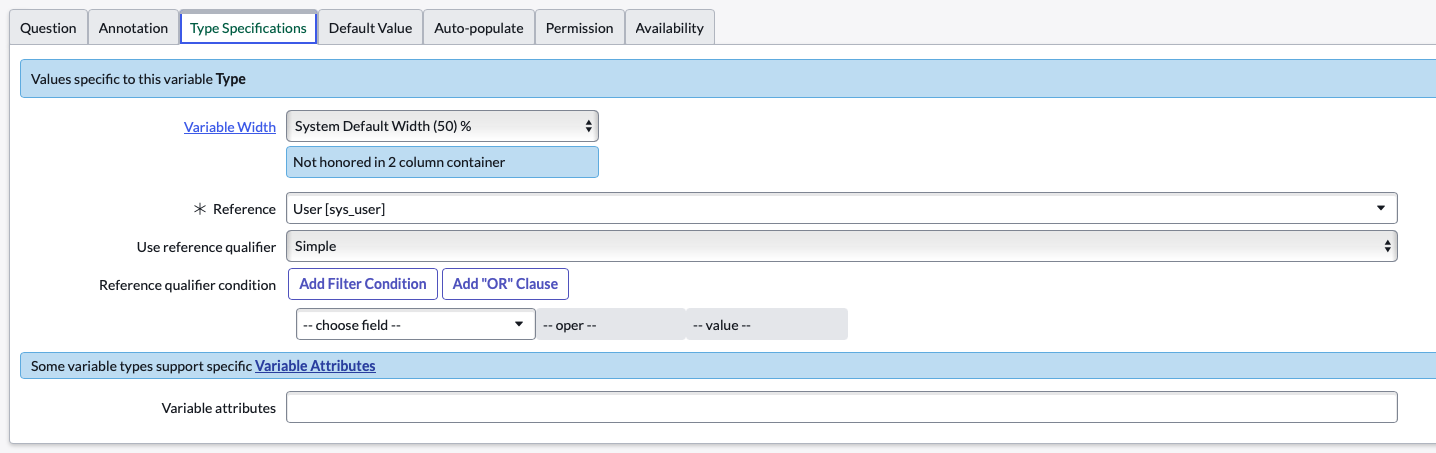 Question Annotation Type Specifications Default Value Auto-populate Permission Availability
Values specific to this variable Type
Variable Width System Default Width (50) %
Not honored in 2 column container
Reference User [sys_user]
Use reference qualifier Simple
Reference qualifier condition Add Filter Condition Add "OR" Clause
-- choose field -- -- oper -- -- value --
Some variable types support specific Variable Attributes
Variable attributes